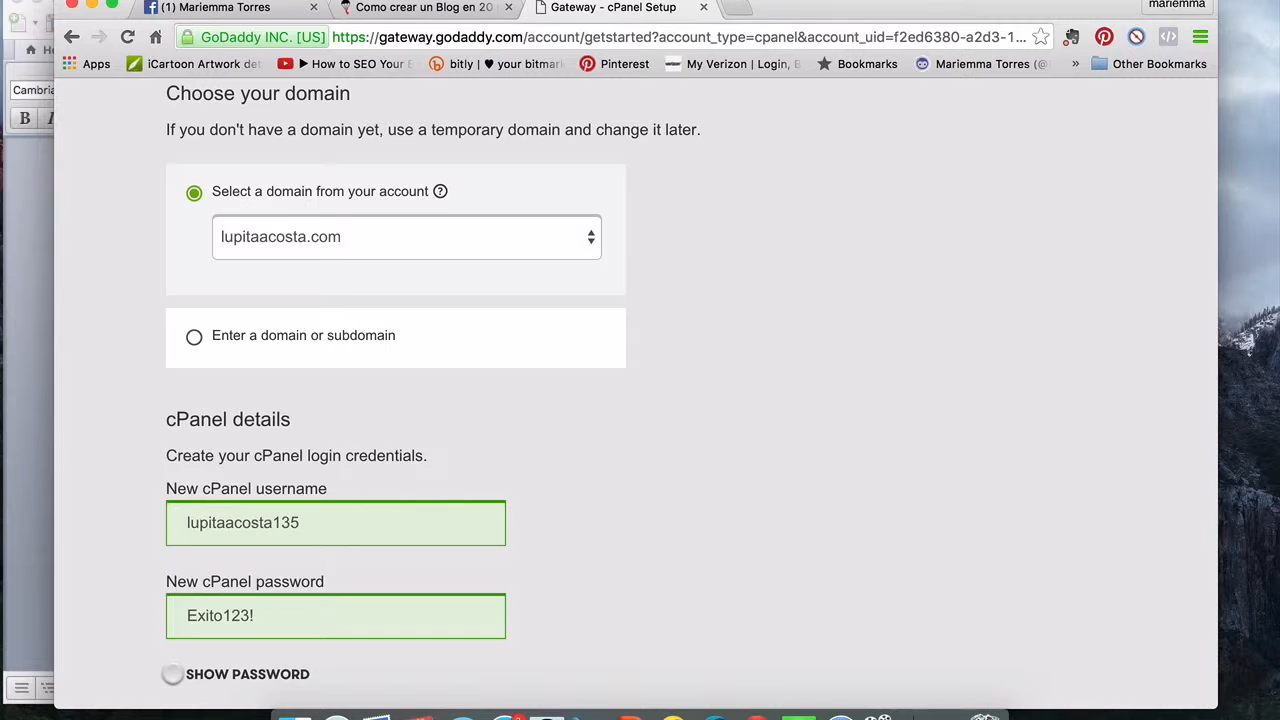 (1) Mariemma Torres
Como crear un Blog en 20
Gateway - cPanel Setup
mariemma
GoDaddy INC. [US]
https://gateway.godaddy.com/account/getstarted?account_type=cpanel&account_uid=f2ed6380-a2d3-1...
Apps
iCartoon Artwork det
How to SEO Your
bitly | ♥ your bitmar
Pinterest
My Verizon | Login,
Bookmarks
Mariemma Torres (@
»
Other Bookmarks
Cambria
B
I
Choose your domain
If you don't have a domain yet, use a temporary domain and change it later.
Select a domain from your account
lupitaacosta.com
Enter a domain or subdomain
cPanel details
Create your cPanel login credentials.
New cPanel username
lupitaacosta135
New cPanel password
Exito123!
SHOW PASSWORD